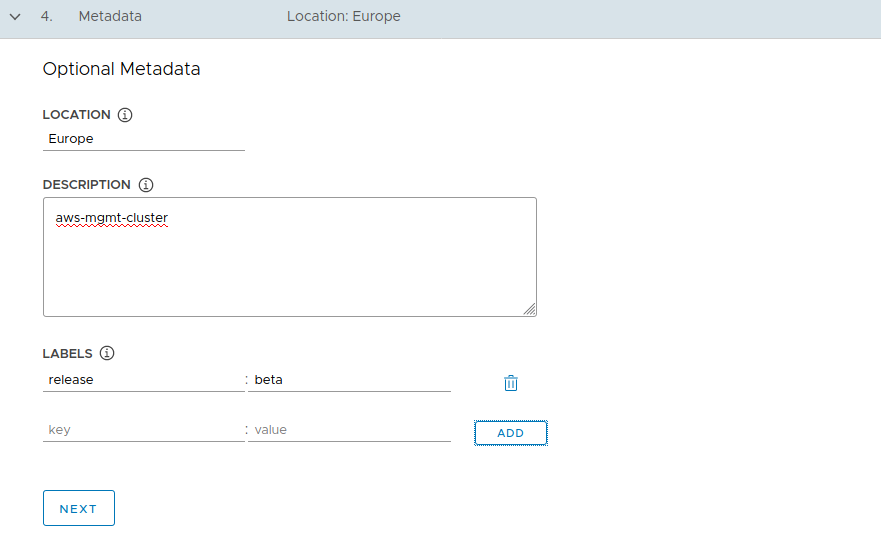 4. Metadata Location: Europe
Optional Metadata
LOCATION
Europe
DESCRIPTION
aws-mgmt-cluster
LABELS
release : beta
key : value ADD
NEXT